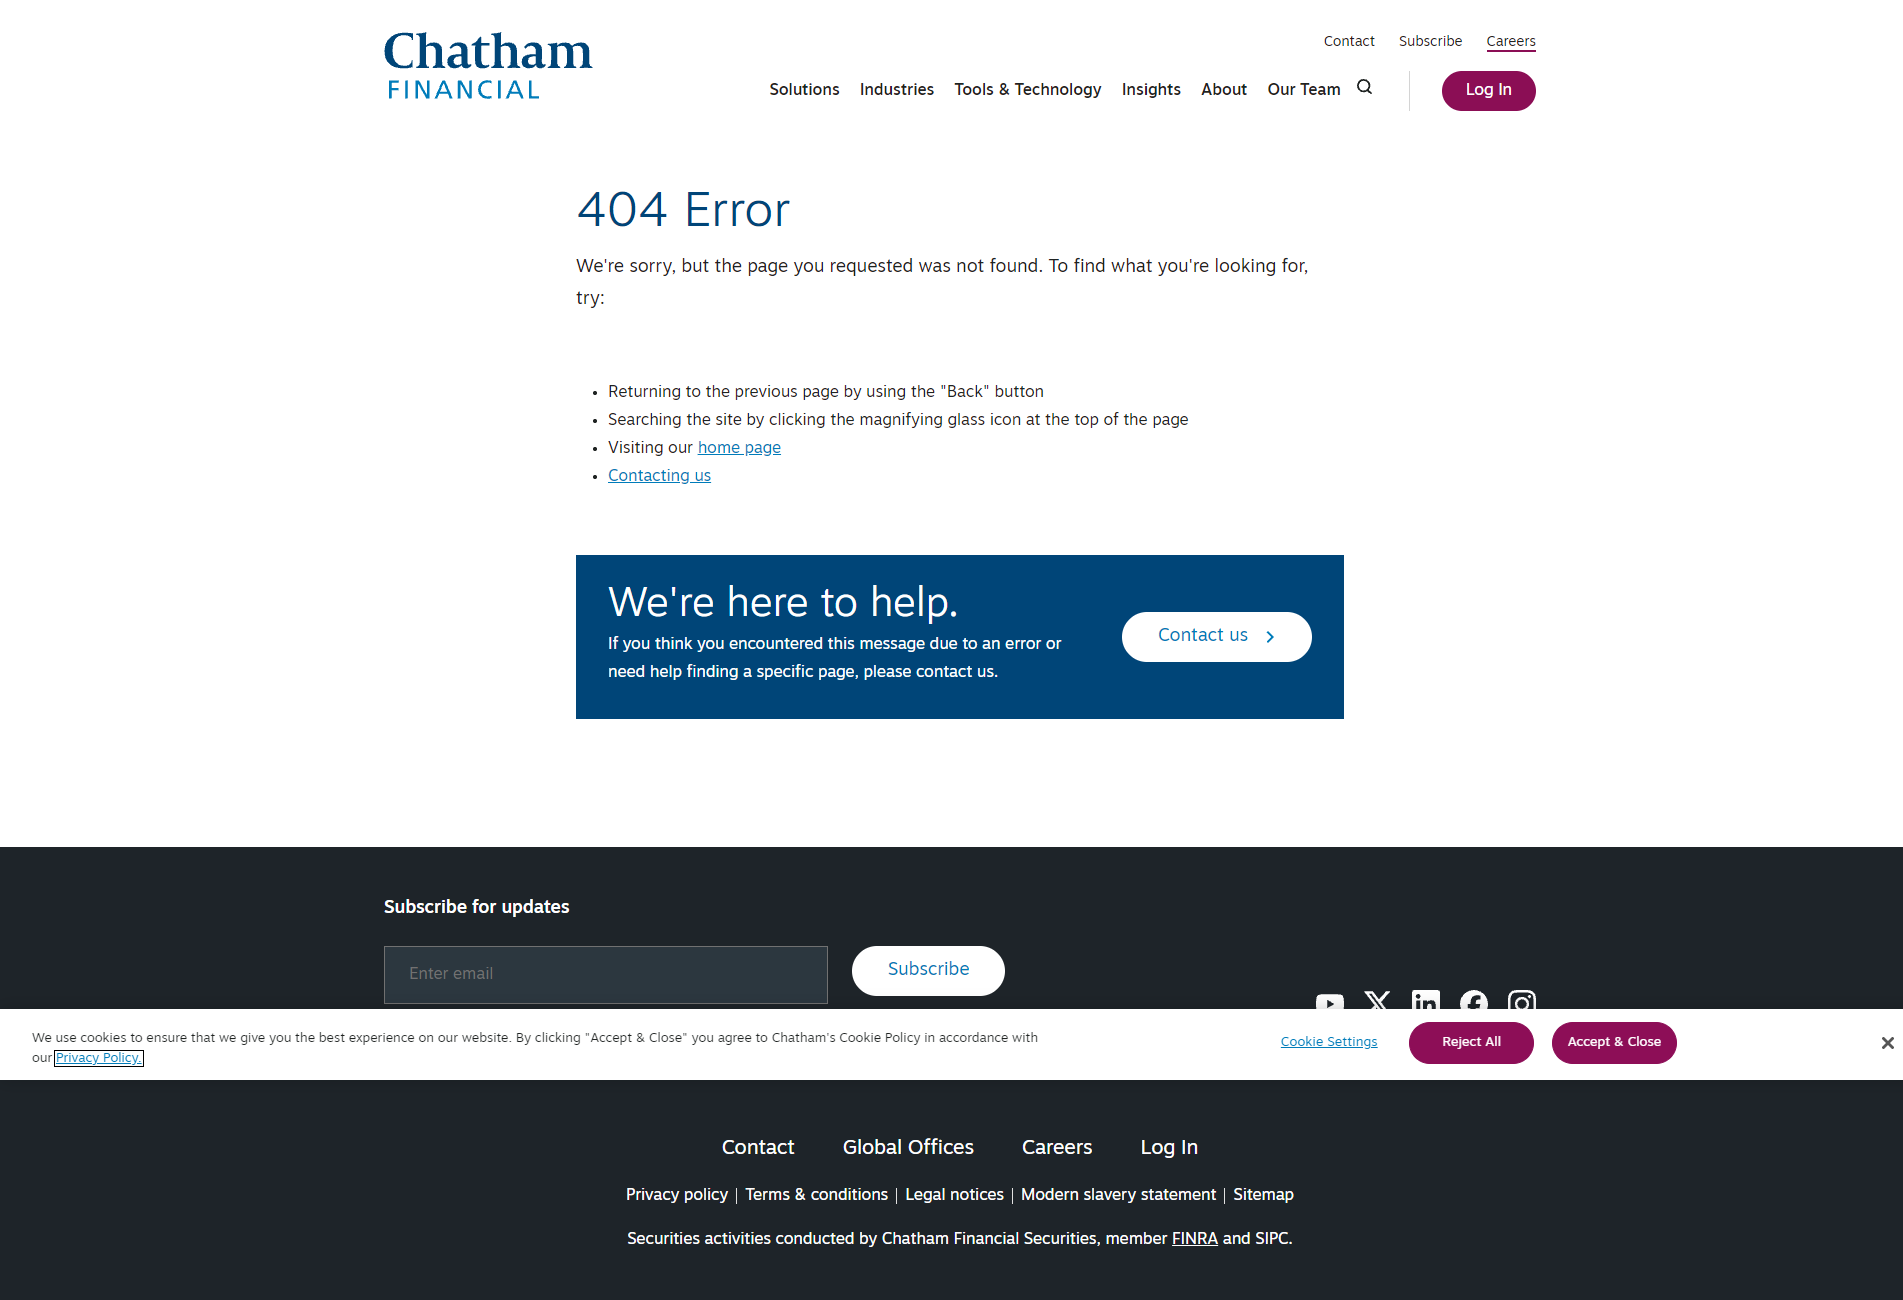 Chatham
FINANCIAL
Contact Subscribe Careers
Solutions Industries Tools & Technology Insights About Our Team Log In
404 Error
We're sorry, but the page you requested was not found. To find what you're looking for,
try:
• Returning to the previous page by using the "Back" button
• Searching the site by clicking the magnifying glass icon at the top of the page
• Visiting our home page
• Contacting us
We're here to help.
If you think you encountered this message due to an error or
need help finding a specific page, please contact us.
Contact us
Subscribe for updates
Enter email
Subscribe
We use cookies to ensure that we give you the best experience on our website. By clicking "Accept & Close" you agree to Chatham's Cookie Policy in accordance with
our Privacy Policy.
Cookie Settings
Reject All
Accept & Close
Contact Global Offices Careers Log In
Privacy policy | Terms & conditions | Legal notices | Modern slavery statement | Sitemap
Securities activities conducted by Chatham Financial Securities, member FINRA and SIPC.